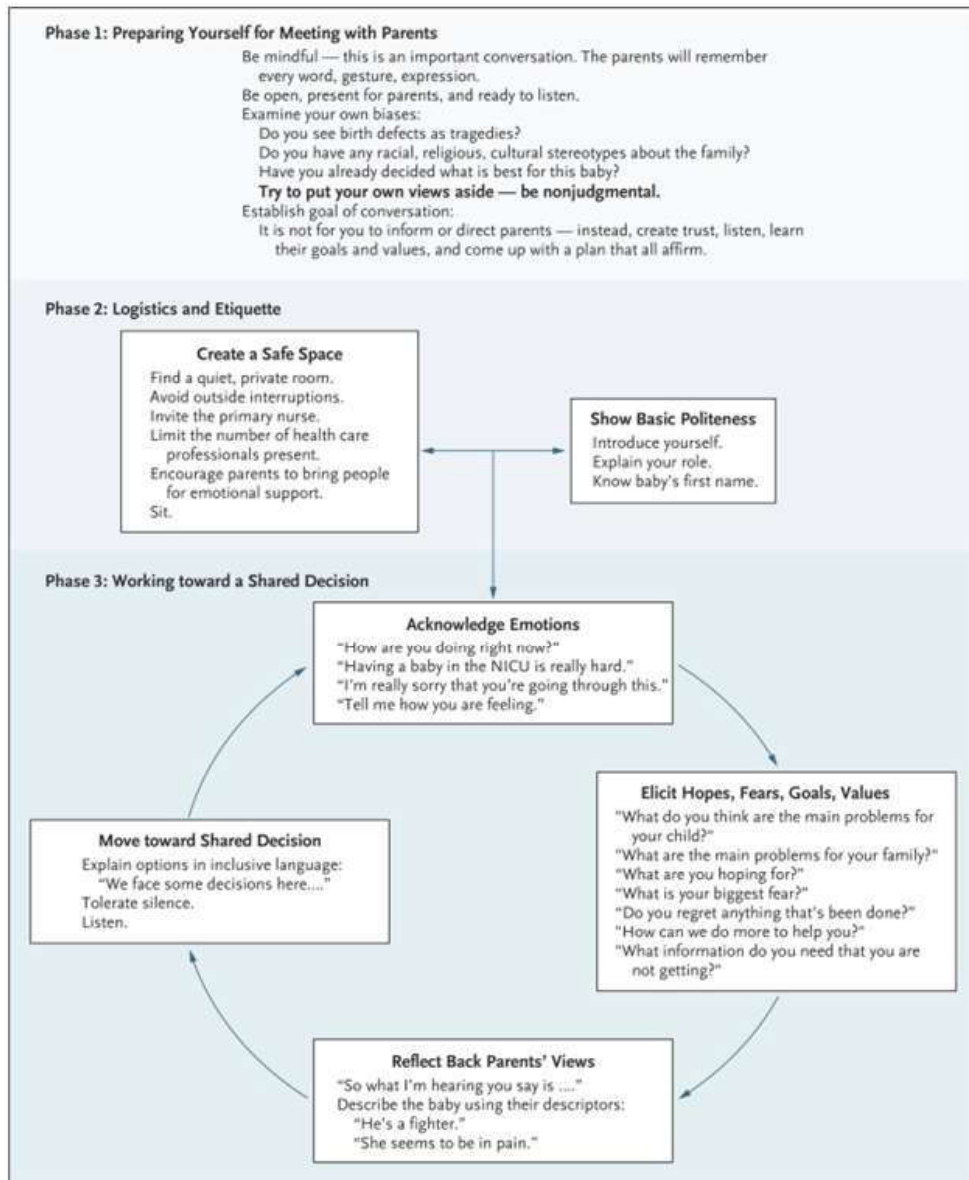 Phase 1: Preparing Yourself for Meeting with Parents
Be mindful — this is an important conversation. The parents will remember
every word, gesture, expression.
Be open, present for parents, and ready to listen.
Examine your own biases:
Do you see birth defects as tragedies?
Do you have any racial, religious, cultural stereotypes about the family?
Have you already decided what is best for this baby?
Try to put your own views aside — be nonjudgmental.
Establish goal of conversation:
It is not for you to inform or direct parents — instead, create trust, listen, learn
their goals and values, and come up with a plan that all affirm.
Phase 2: Logistics and Etiquette
Create a Safe Space
Find a quiet, private room.
Avoid outside interruptions.
Invite the primary nurse.
Limit the number of health care
professionals present.
Encourage parents to bring people
for emotional support.
Sit.
Show Basic Politeness
Introduce yourself.
Explain your role.
Know baby's first name.
Phase 3: Working toward a Shared Decision
Acknowledge Emotions
“How are you doing right now?”
“Having a baby in the NICU is really hard.”
“I'm really sorry that you're going through this.”
“Tell me how you are feeling.”
Elicit Hopes, Fears, Goals, Values
“What do you think are the main problems for
your child?”
“What are the main problems for your family?”
“What are you hoping for?”
“What is your biggest fear?”
“Do you regret anything that's been done?”
“How can we do more to help you?”
“What information do you need that you are
not getting?”
Reflect Back Parents' Views
“So what I'm hearing you say is ....”
Describe the baby using their descriptors:
“He's a fighter.”
“She seems to be in pain.”
Move toward Shared Decision
Explain options in inclusive language:
“We face some decisions here....”
Tolerate silence.
Listen.